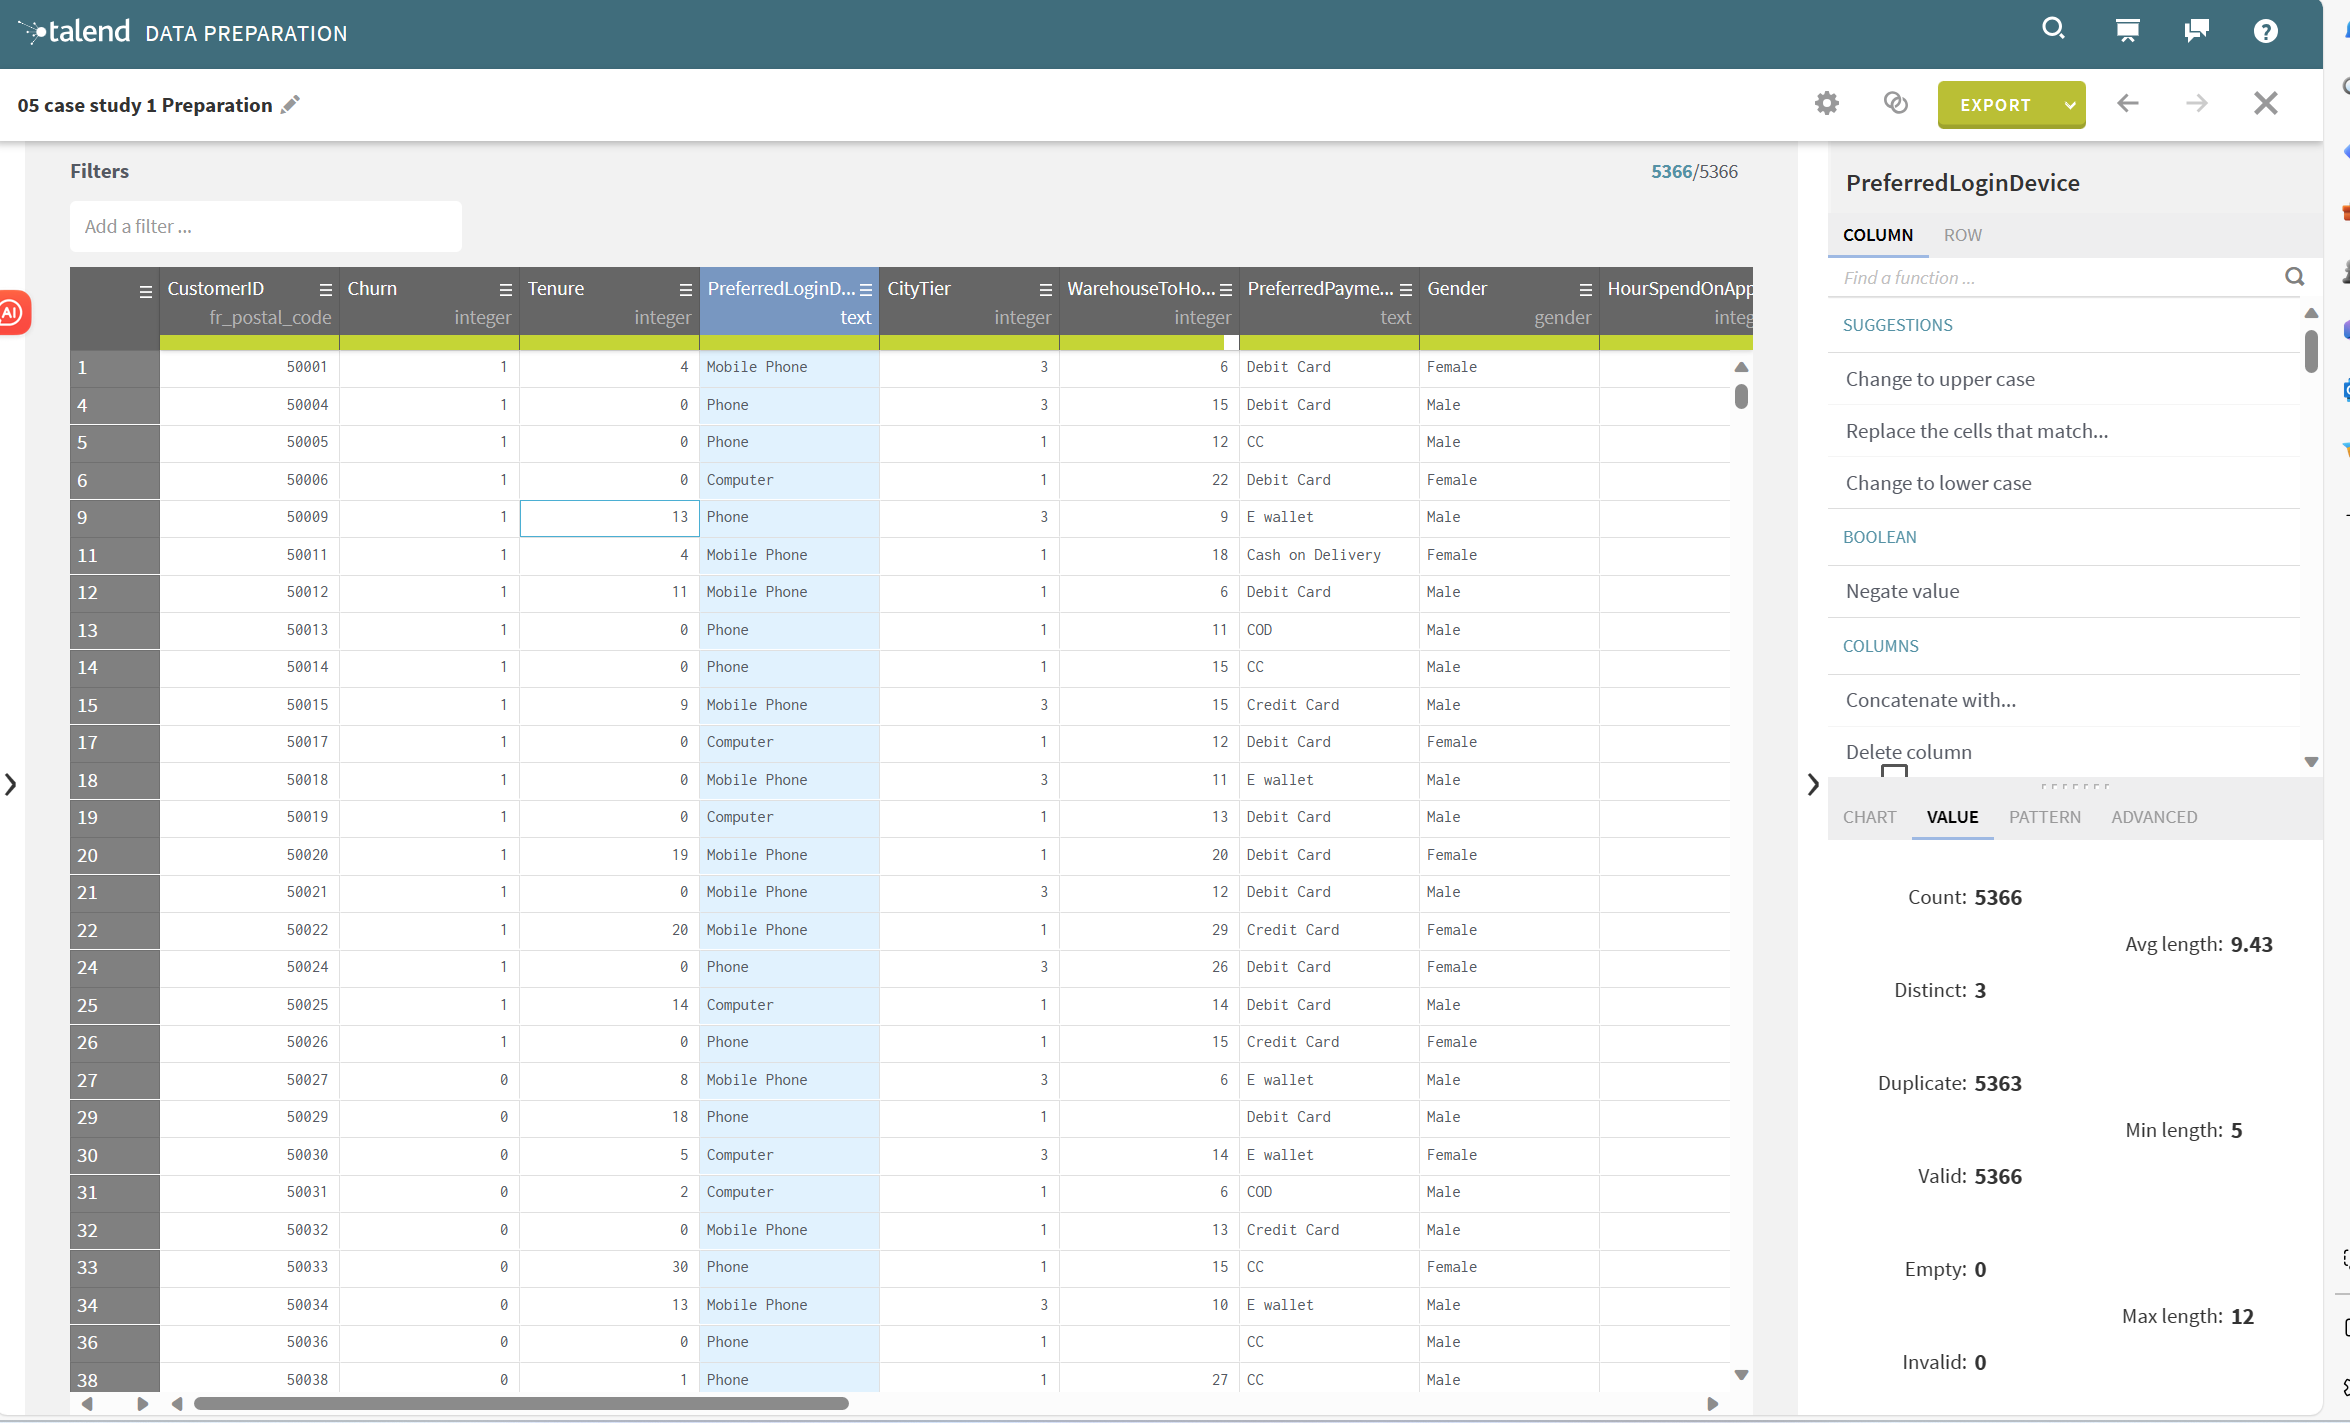 talend DATA PREPARATION
05 case study 1 Preparation
EXPORT
Filters
5366/5366
Add a filter ...
CustomerID Churn Tenure PreferredLoginD... CityTier WarehouseToHo... PreferredPayme... Gender HourSpendOnApp
fr_postal_code integer integer text integer integer text gender integ
1 50001 1 4 Mobile Phone 3 6 Debit Card Female
4 50004 1 0 Phone 3 15 Debit Card Male
5 50005 1 0 Phone 1 12 CC Male
6 50006 1 0 Computer 1 22 Debit Card Female
9 50009 1 13 Phone 3 9 E wallet Male
11 50011 1 4 Mobile Phone 1 18 Cash on Delivery Female
12 50012 1 11 Mobile Phone 1 6 Debit Card Male
13 50013 1 0 Phone 1 11 COD Male
14 50014 1 0 Phone 1 15 CC Male
15 50015 1 9 Mobile Phone 3 15 Credit Card Male
17 50017 1 0 Computer 1 12 Debit Card Female
18 50018 1 0 Mobile Phone 3 11 E wallet Male
19 50019 1 0 Computer 1 13 Debit Card Male
20 50020 1 19 Mobile Phone 1 20 Debit Card Female
21 50021 1 0 Mobile Phone 3 12 Debit Card Male
22 50022 1 20 Mobile Phone 1 29 Credit Card Female
24 50024 1 0 Phone 3 26 Debit Card Female
25 50025 1 14 Computer 1 14 Debit Card Male
26 50026 1 0 Phone 1 15 Credit Card Female
27 50027 0 8 Mobile Phone 3 6 E wallet Male
29 50029 0 18 Phone 1 Debit Card Male
30 50030 0 5 Computer 3 14 E wallet Female
31 50031 0 2 Computer 1 6 COD Male
32 50032 0 0 Mobile Phone 1 13 Credit Card Male
33 50033 0 30 Phone 1 15 CC Female
34 50034 0 13 Mobile Phone 3 10 E wallet Male
36 50036 0 0 Phone 1 CC Male
38 50038 0 1 Phone 1 27 CC Male
AI
PreferredLoginDevice
COLUMN ROW
Find a function ...
SUGGESTIONS
Change to upper case
Replace the cells that match...
Change to lower case
BOOLEAN
Negate value
COLUMNS
Concatenate with...
Delete column
CHART VALUE PATTERN ADVANCED
Count: 5366
Avg length: 9.43
Distinct: 3
Duplicate: 5363
Min length: 5
Valid: 5366
Empty: 0
Max length: 12
Invalid: 0